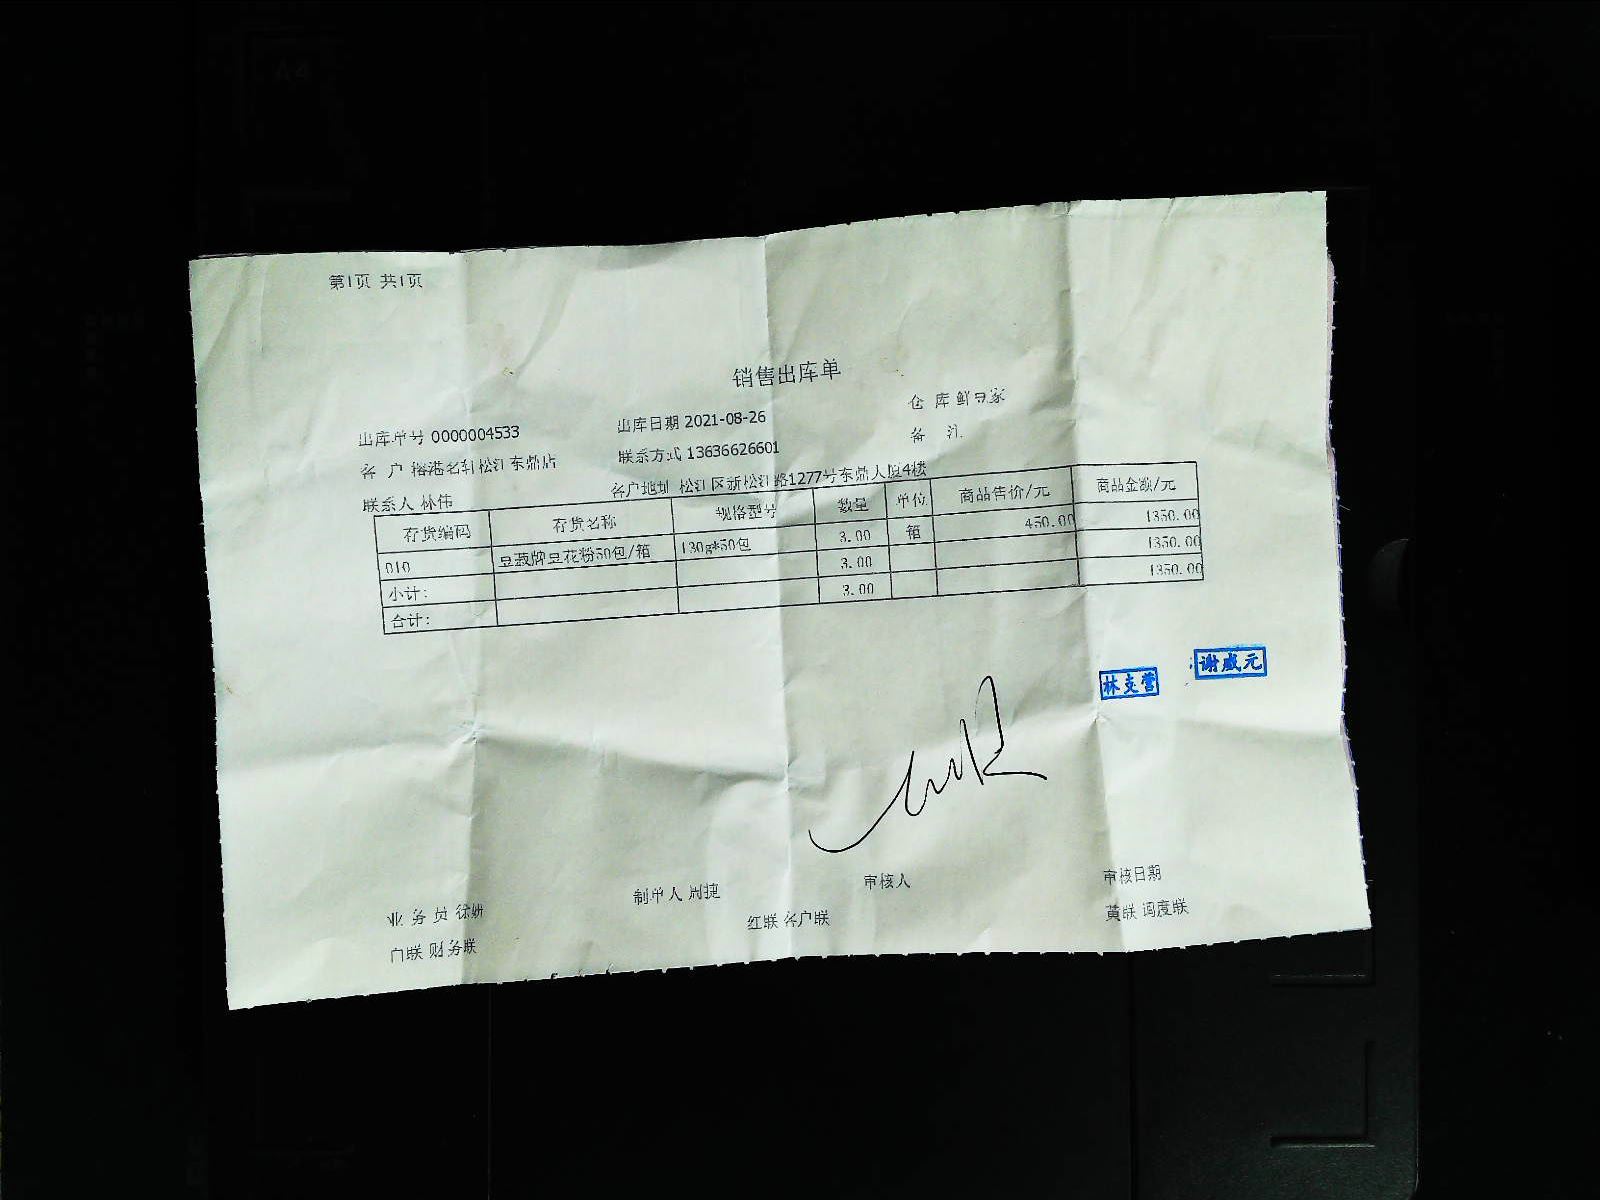 第1页 共1页
销售出库单
出库单号 0000004533 出库日期 2021-08-26 仓 库 鲜豆家
客 户 榕港名轩松江东鼎店 联系方式 13636626601 备 注
联系人 林伟 客户地址 松江区新松江路1277号东鼎大厦4楼
存货编码 存货名称 规格型号 数量 单位 商品售价/元 商品金额/元
010 豆蔻牌豆花粉50包/箱 130g*50包 3.00 箱 450.00 1350.00
小计: 3.00 1350.00
合计: 3.00 1350.00
林支营 谢威元
业 务 员 徐妍 制单人 周捷 审核人 审核日期
白联 财务联 红联 客户联 黄联 调度联